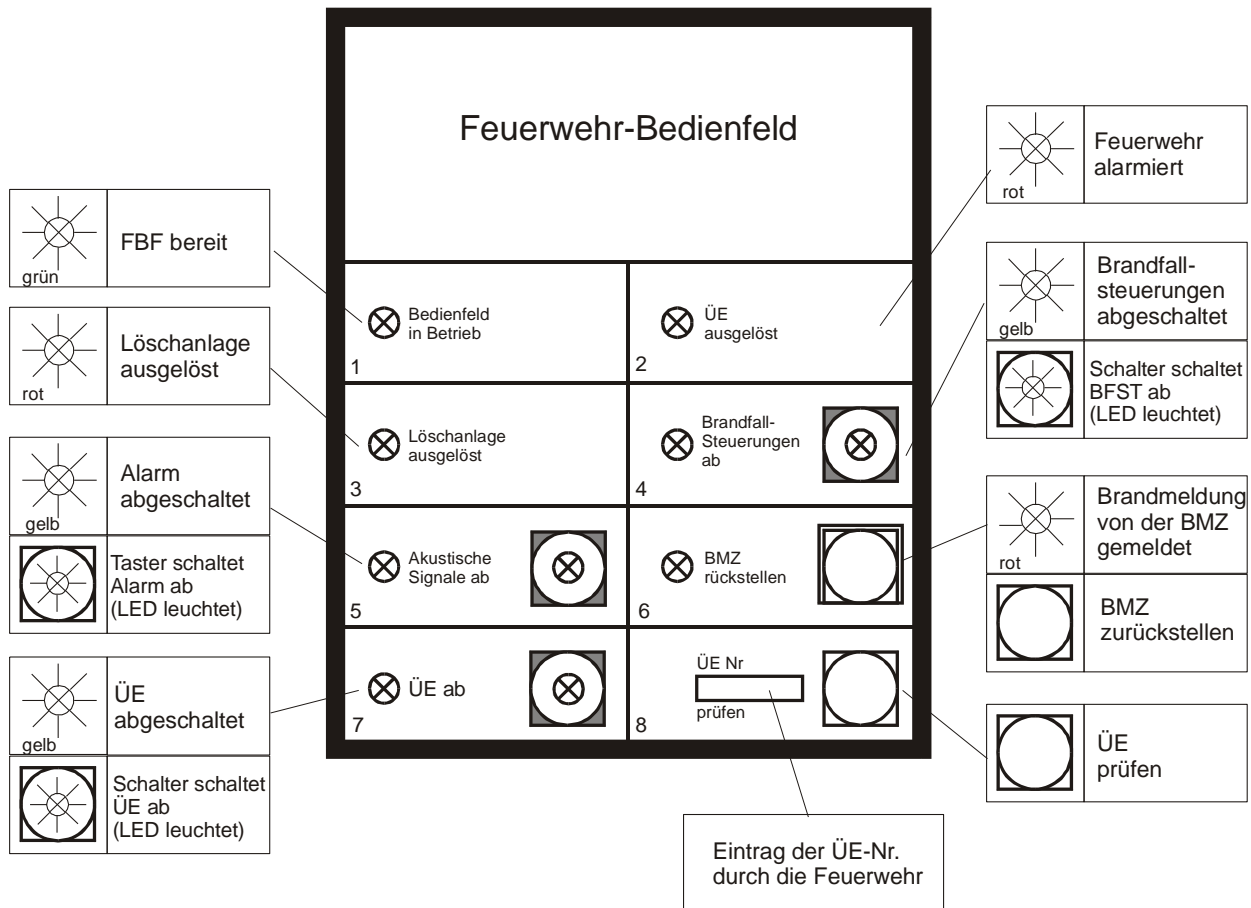 Feuerwehr-Bedienfeld
grün
FBF bereit
rot
Löschanlage
ausgelöst
gelb
Alarm
abgeschaltet
Taster schaltet
Alarm ab
(LED leuchtet)
gelb
ÜE
abgeschaltet
Schalter schaltet
ÜE ab
(LED leuchtet)
Bedienfeld
in Betrieb
1
ÜE
ausgelöst
2
Löschanlage
ausgelöst
3
Brandfall-
Steuerungen
ab
4
Akustische
Signale ab
5
BMZ
rückstellen
6
ÜE ab
7
ÜE Nr
prüfen
8
rot
Feuerwehr
alarmiert
gelb
Brandfall-
steuerungen
abgeschaltet
Schalter schaltet
BFST ab
(LED leuchtet)
rot
Brandmeldung
von der BMZ
gemeldet
BMZ
zurückstellen
ÜE
prüfen
Eintrag der ÜE-Nr.
durch die Feuerwehr